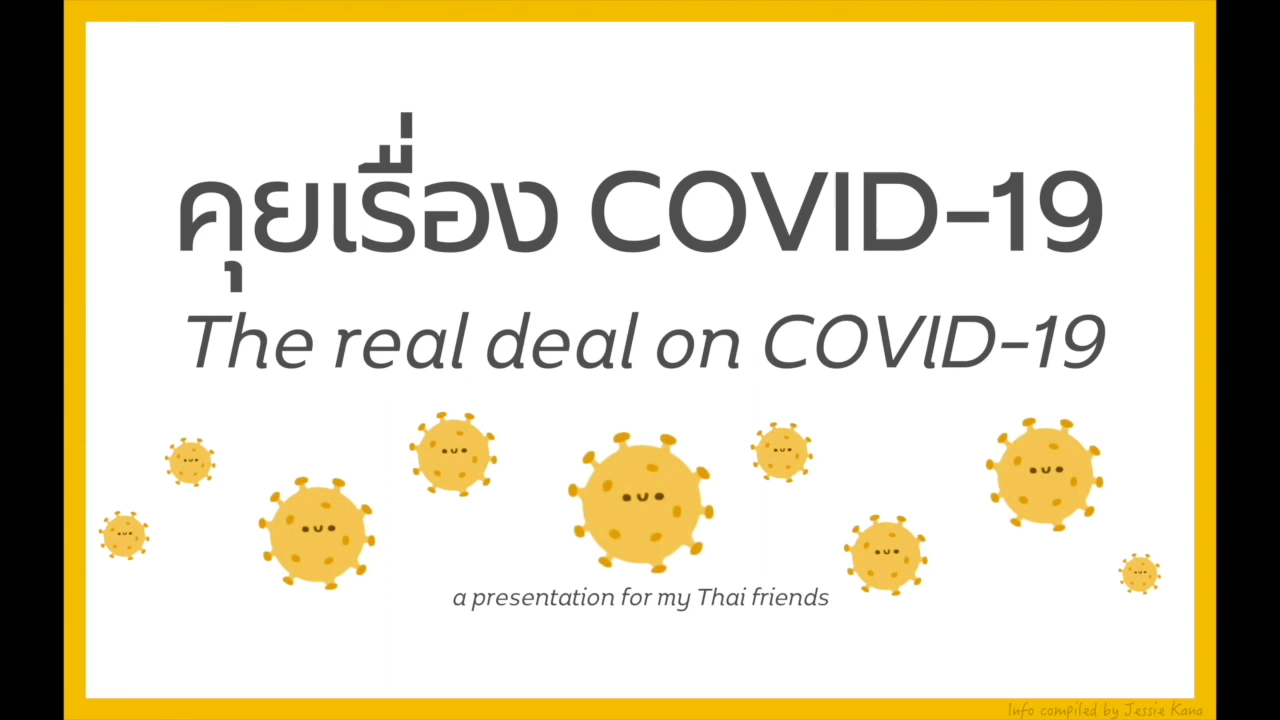 คุยเรื่อง COVID-19
The real deal on COVID-19
a presentation for my Thai friends
Info compiled by Jessie Kana